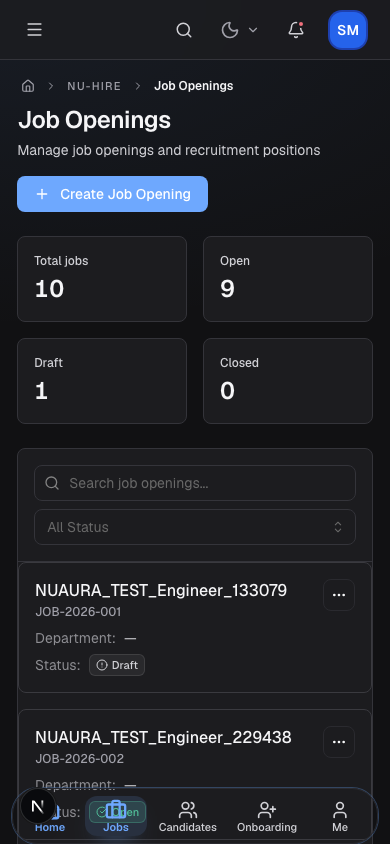 SM
NU-HIRE
Job Openings
Job Openings
Manage job openings and recruitment positions
+ Create Job Opening
Total jobs
10
Open
9
Draft
1
Closed
0
Search job openings...
All Status
NUAURA_TEST_Engineer_133079
...
JOB-2026-001
Department: —
Status: Draft
NUAURA_TEST_Engineer_229438
...
JOB-2026-002
Department: —
Status: Open
N
Home
Jobs
Candidates
Onboarding
Me